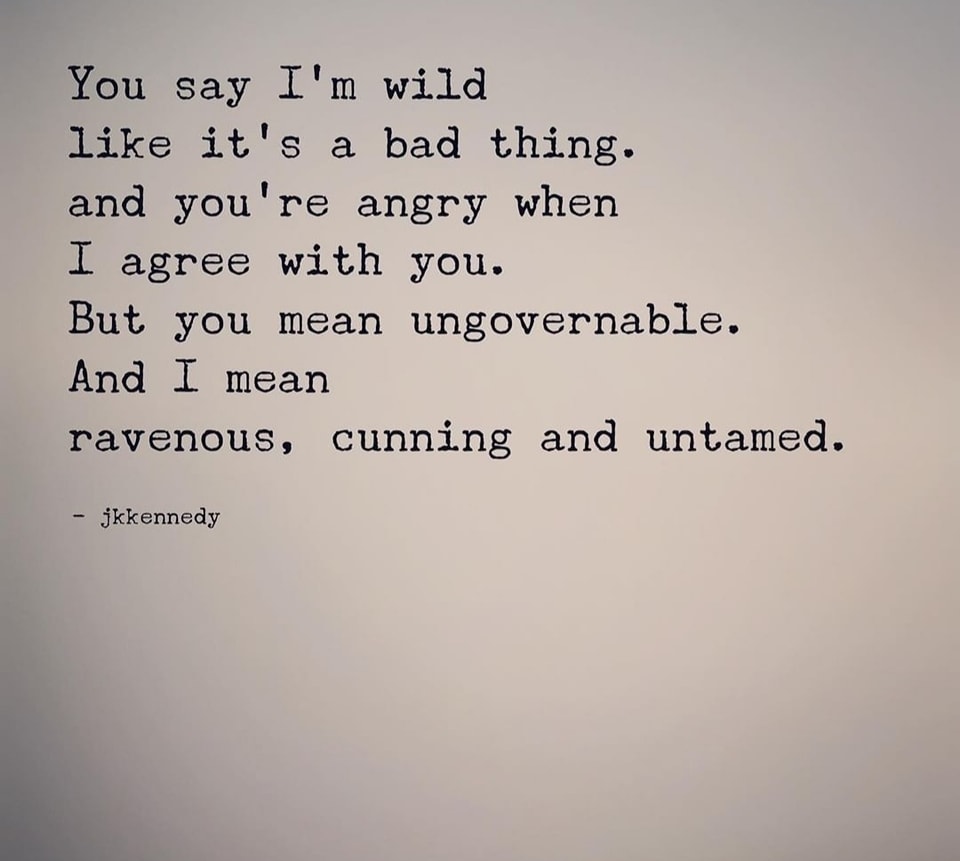 You say I'm wild
like it's a bad thing.
and you're angry when
I agree with you.
But you mean ungovernable.
And I mean
ravenous, cunning and untamed.
- jkkennedy